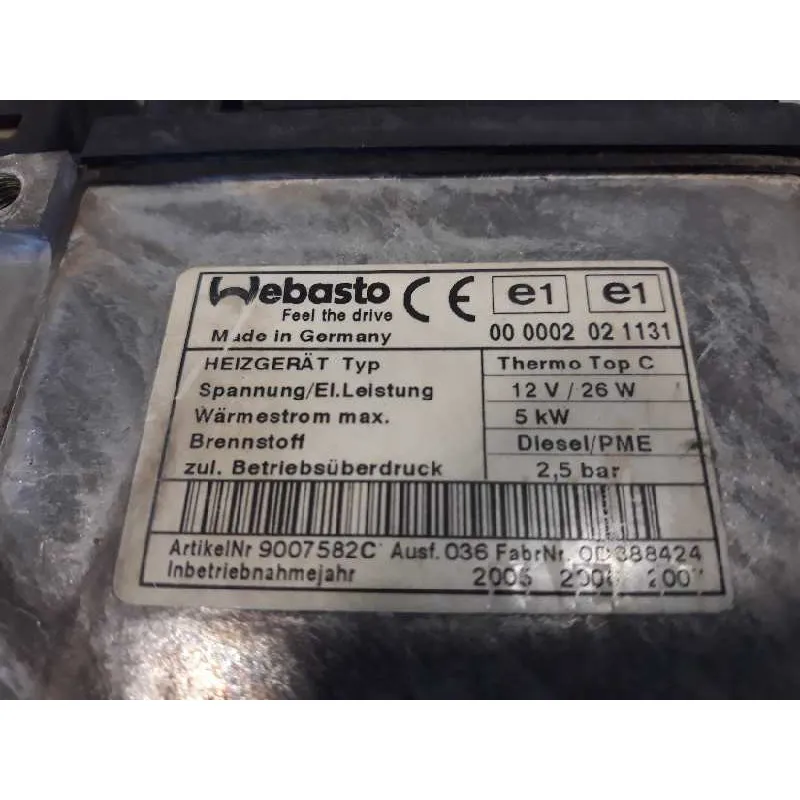 Webasto CE e1 e1
Feel the drive
Made in Germany 00 0002 02 1131
HEIZGERÄT Typ Thermo Top C
Spannung/El.Leistung 12 V / 26 W
Wärmestrom max. 5 kW
Brennstoff Diesel/PME
zul. Betriebsüberdruck 2,5 bar
ArtikelNr 9007582C Ausf. 036 FabrNr.
Inbetriebnahmejahr 2005